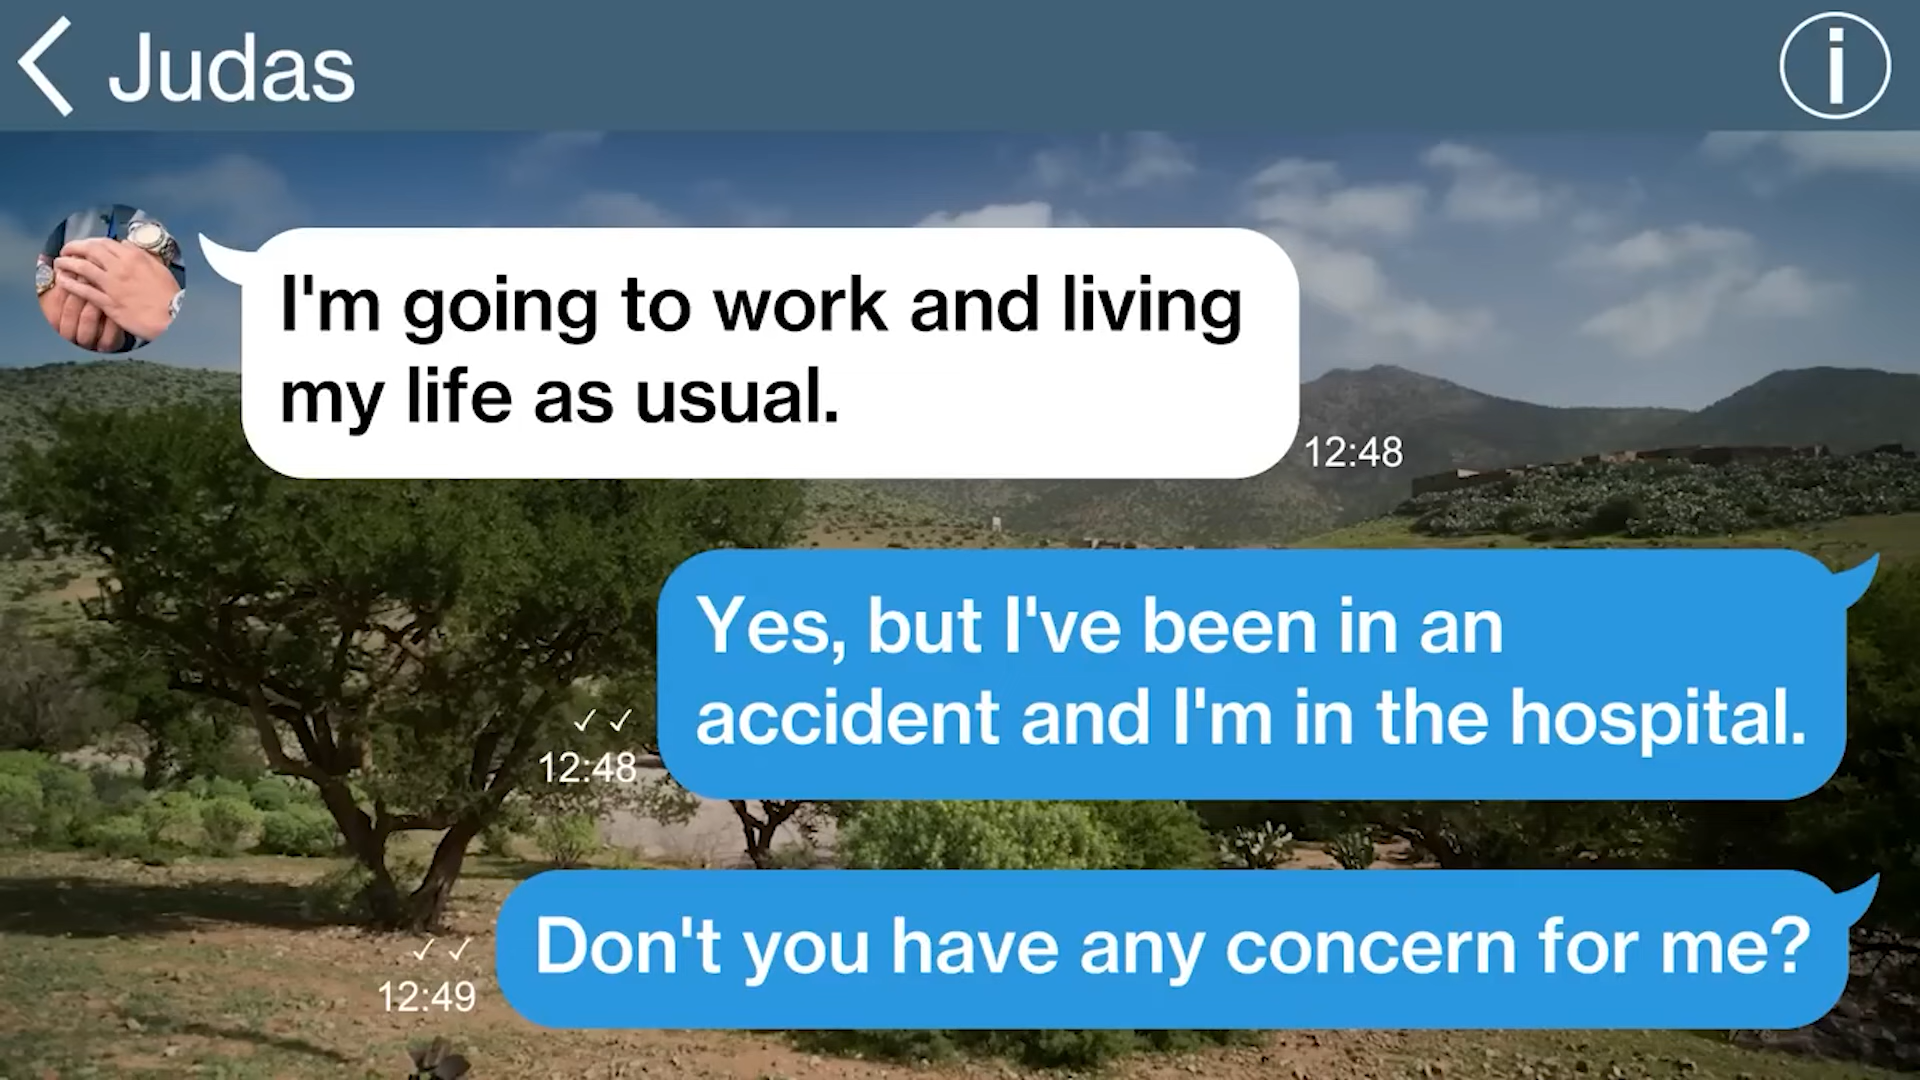 Judas
I'm going to work and living
my life as usual.
12:48
Yes, but I've been in an
accident and I'm in the hospital.
✓✓
12:48
Don't you have any concern for me?
✓✓
12:49